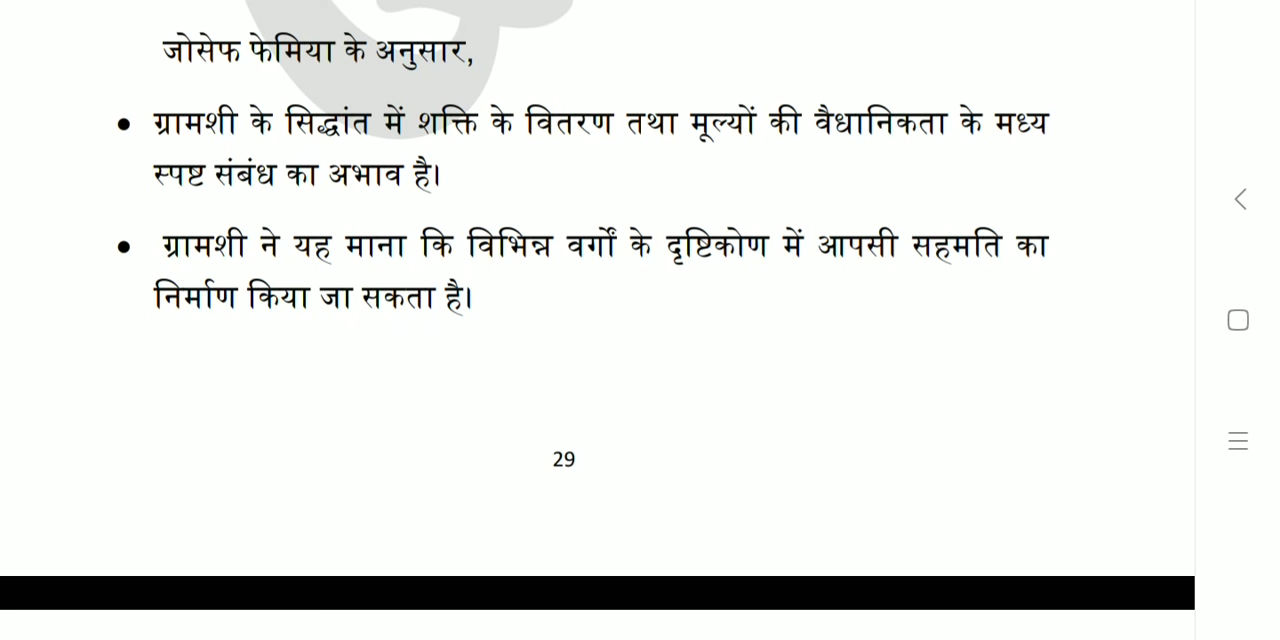 जोसेफ फेमिया के अनुसार,
• ग्रामशी के सिद्धांत में शक्ति के वितरण तथा मूल्यों की वैधानिकता के मध्य
स्पष्ट संबंध का अभाव है।
• ग्रामशी ने यह माना कि विभिन्न वर्गों के दृष्टिकोण में आपसी सहमति का
निर्माण किया जा सकता है।
29